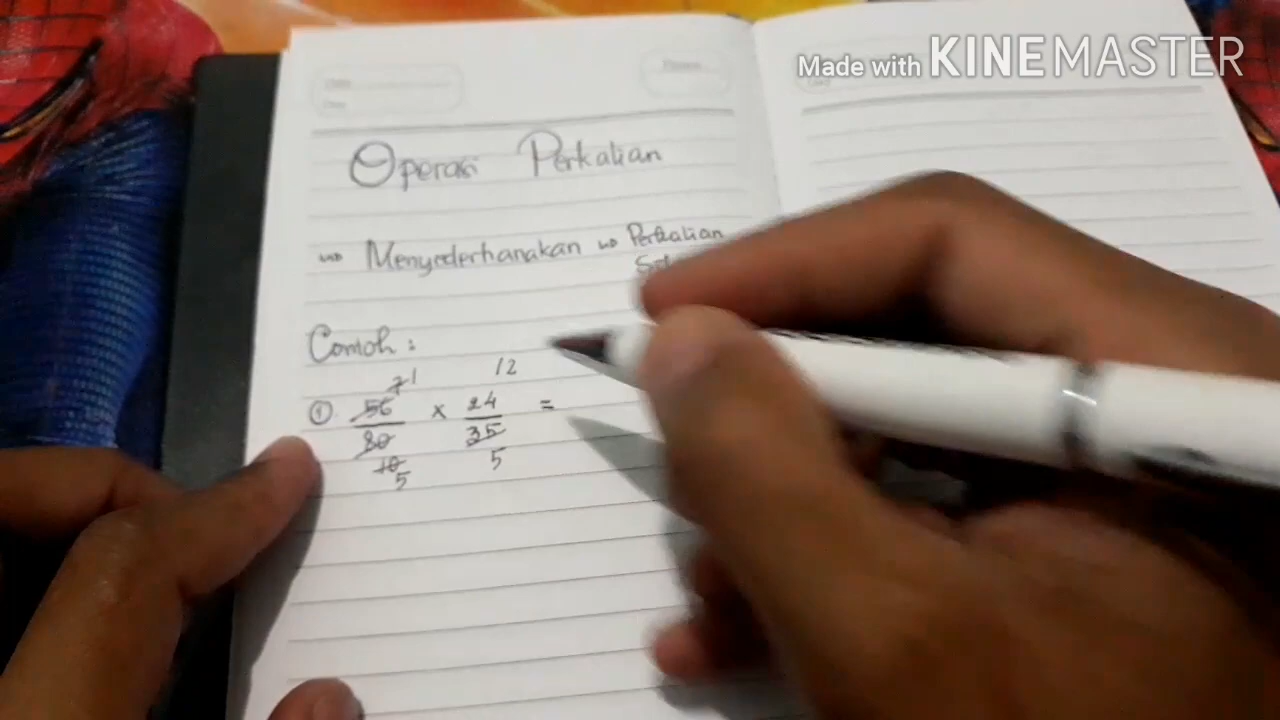 Made with KINEMASTER
Operasi Perkalian
Menyederhanakan Perkalian
Contoh :
7 1 12
① 56 x 24 =
80 35
10 5
5